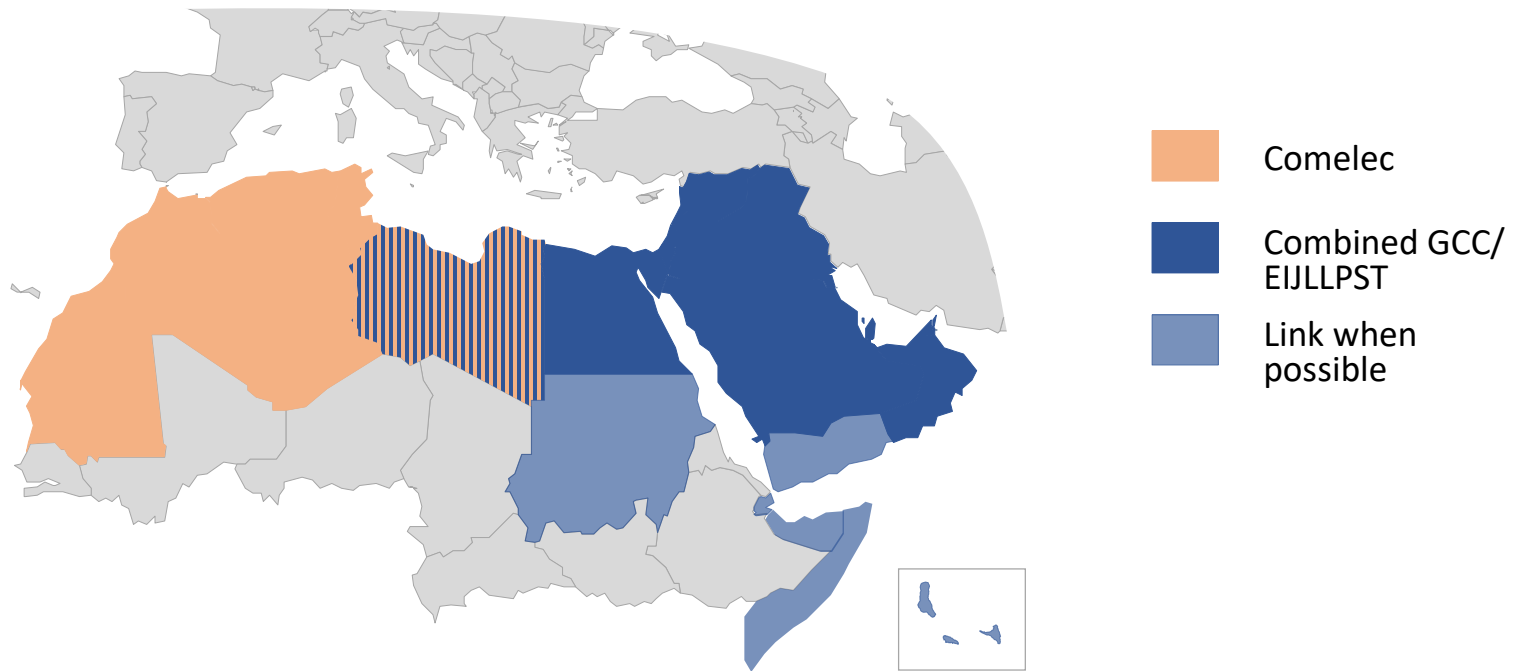 Comelec
Combined GCC/
EIJLLPST
Link when
possible